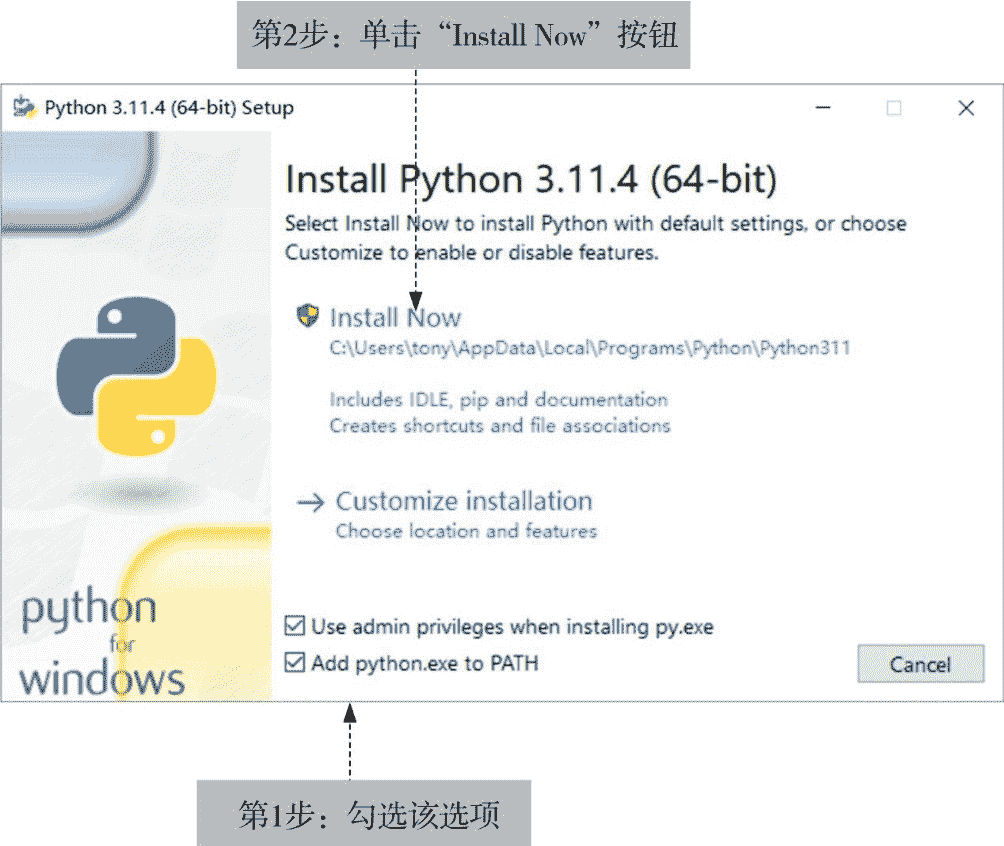 第2步：单击“Install Now”按钮
Python 3.11.4 (64-bit) Setup
Install Python 3.11.4 (64-bit)
Select Install Now to install Python with default settings, or choose
Customize to enable or disable features.
Install Now
C:\Users\tony\AppData\Local\Programs\Python\Python311
Includes IDLE, pip and documentation
Creates shortcuts and file associations
Customize installation
Choose location and features
python
for
windows
Use admin privileges when installing py.exe
Add python.exe to PATH
Cancel
第1步：勾选该选项